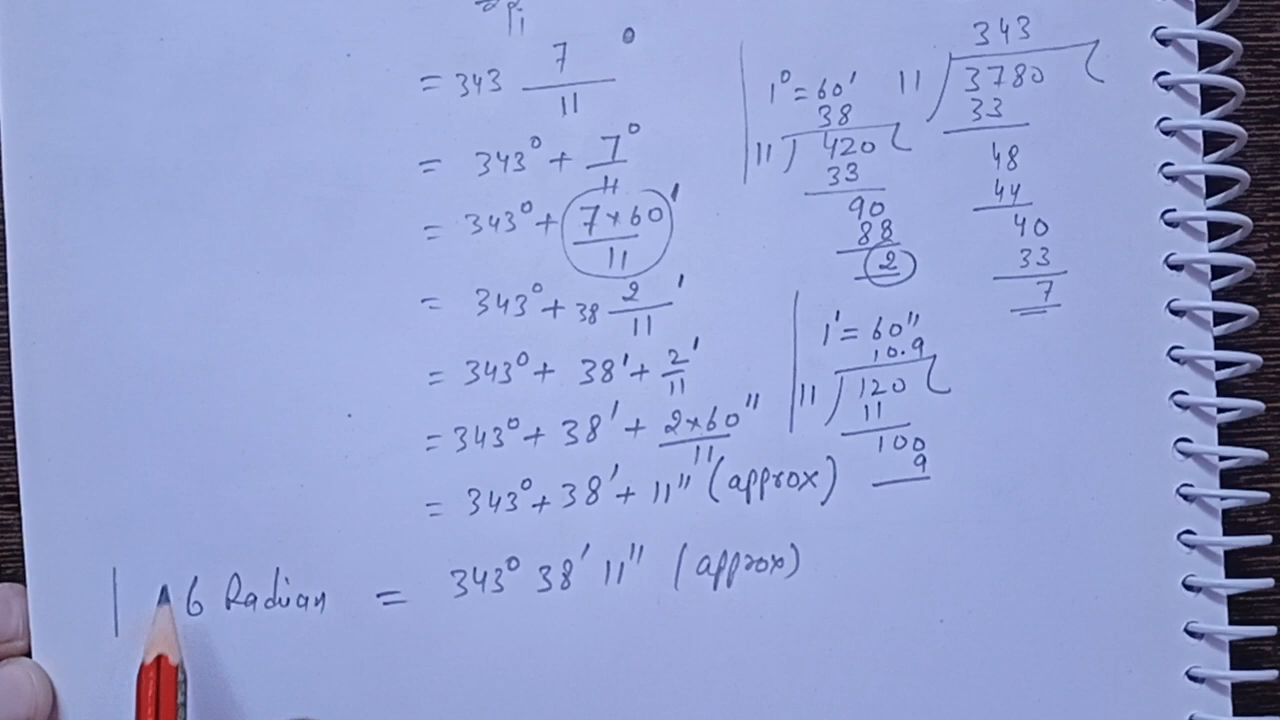 = 343 7/11 °
= 343° + 7°/11
= 343° + 7×60'/11
= 343° + 38 2/11 '
= 343° + 38' + 2'/11
= 343° + 38' + 2×60"/11
= 343° + 38' + 11" (approx)
6 Radian = 343° 38' 11" (approx)
1° = 60'
38
11 ) 420 (
33
90
88
2
343
11 ) 3780 (
33
48
44
40
33
7
1' = 60"
10.9
11 ) 120 (
11
100
9